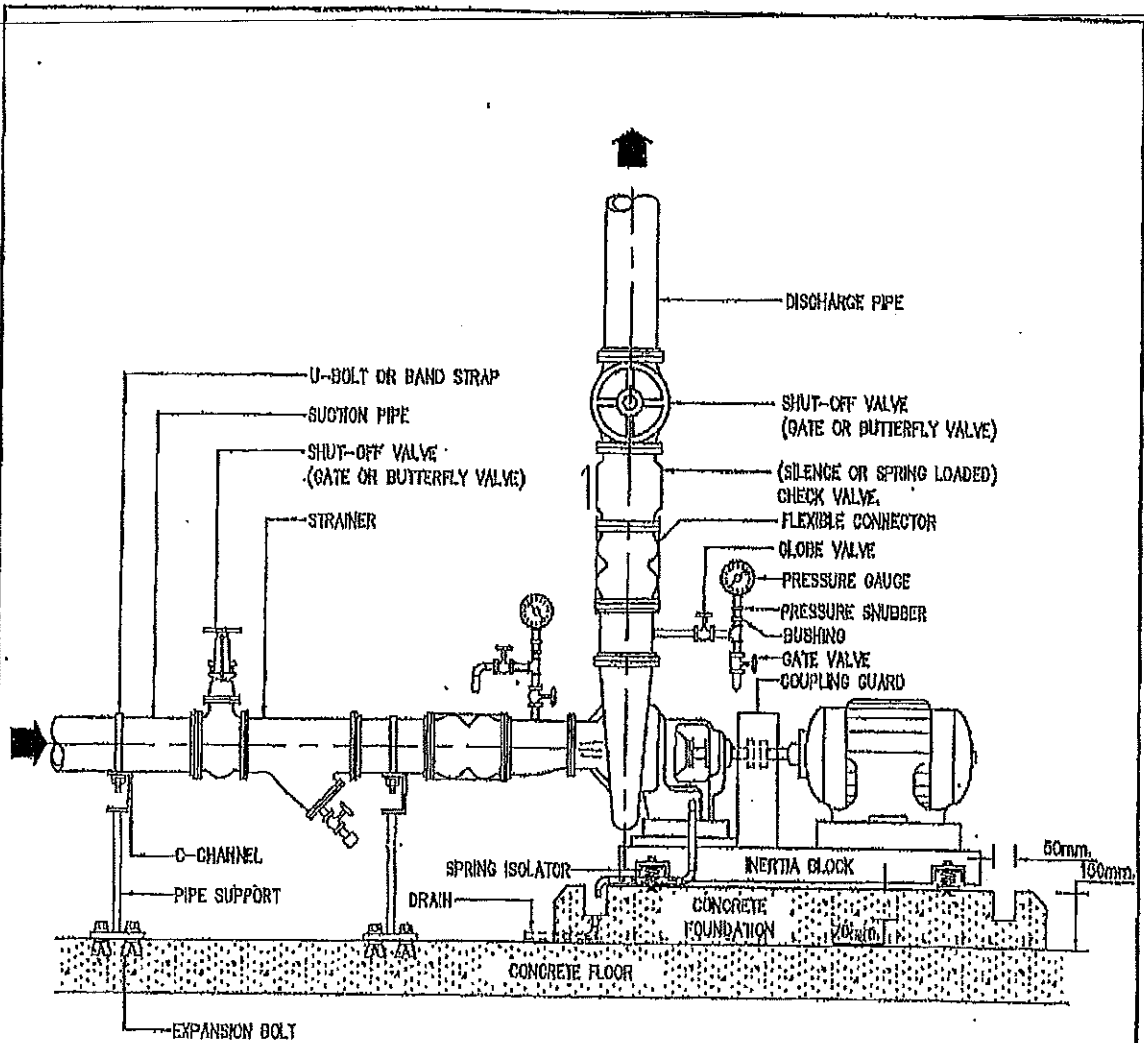 DISCHARGE PIPE
U-BOLT OR BAND STRAP
SUCTION PIPE
SHUT-OFF VALVE
(GATE OR BUTTERFLY VALVE)
STRAINER
SHUT-OFF VALVE
(GATE OR BUTTERFLY VALVE)
(SILENCE OR SPRING LOADED)
CHECK VALVE.
FLEXIBLE CONNECTOR
GLOBE VALVE
PRESSURE GAUGE
PRESSURE SNUBBER
BUSHING
GATE VALVE
COUPLING GUARD
C-CHANNEL
PIPE SUPPORT
SPRING ISOLATOR
DRAIN
INERTIA BLOCK
CONCRETE
FOUNDATION
50mm.
150mm.
20mm.
CONCRETE FLOOR
EXPANSION BOLT